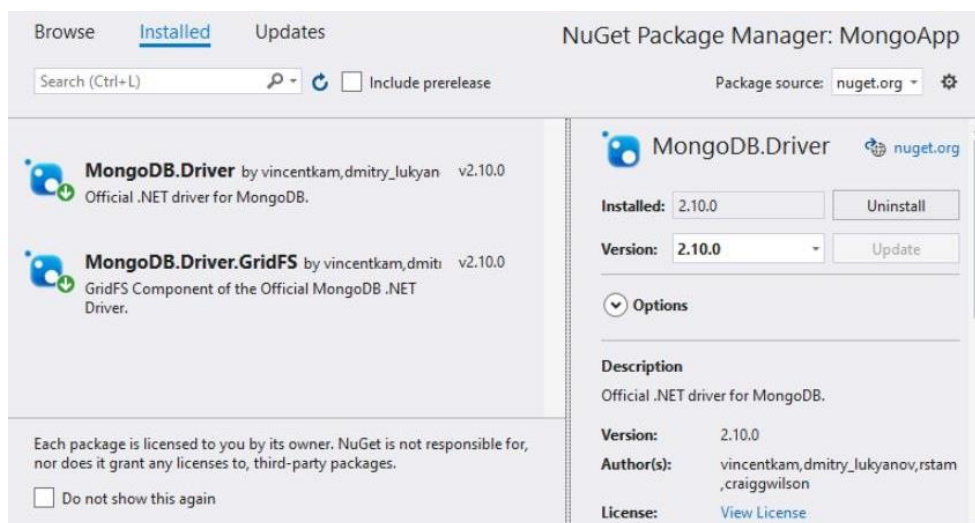 Browse Installed Updates
NuGet Package Manager: MongoApp
Search (Ctrl+L)
Include prerelease
Package source: nuget.org
MongoDB.Driver by vincentkam,dmitry_lukyan v2.10.0
Official .NET driver for MongoDB.
MongoDB.Driver.GridFS by vincentkam,dmiti v2.10.0
GridFS Component of the Official MongoDB .NET
Driver.
Each package is licensed to you by its owner. NuGet is not responsible for,
nor does it grant any licenses to, third-party packages.
Do not show this again
MongoDB.Driver nuget.org
Installed: 2.10.0 Uninstall
Version: 2.10.0 Update
Options
Description
Official .NET driver for MongoDB.
Version: 2.10.0
Author(s): vincentkam,dmitry_lukyanov,rstam
,craiggwilson
License: View License